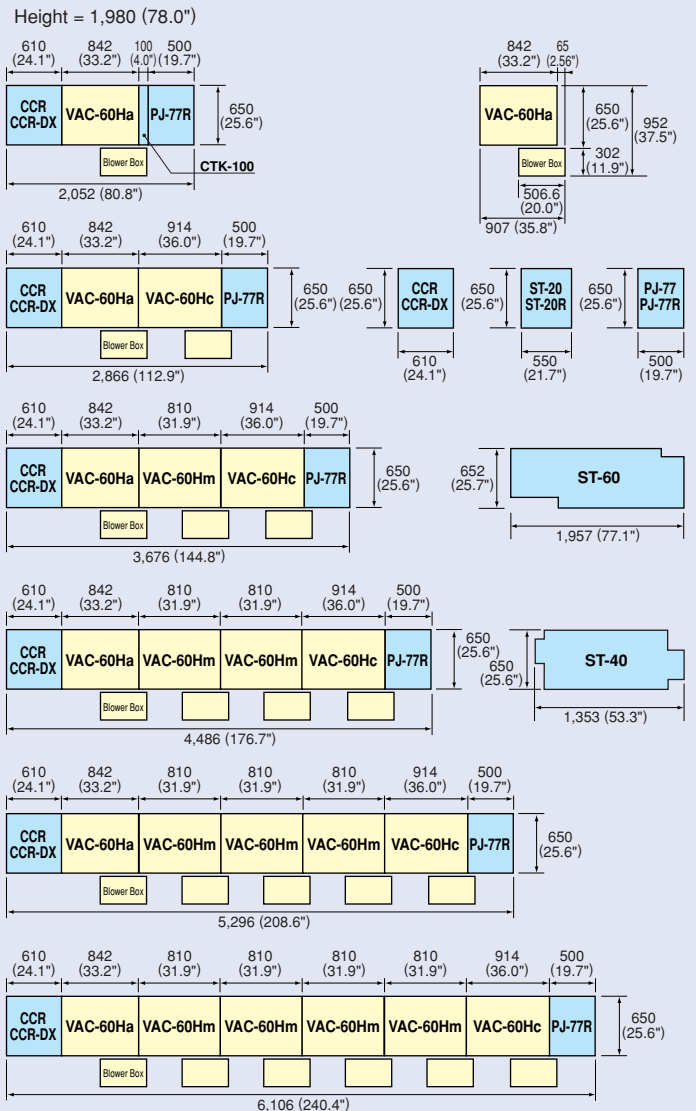 Height = 1,980 (78.0")
610 842 100 500
(24.1") (33.2") (4.0") (19.7")
CCR
CCR-DX
VAC-60Ha
PJ-77R
650
(25.6")
Blower Box
CTK-100
2,052 (80.8")
842 65
(33.2") (2.56")
VAC-60Ha
650
(25.6")
952
(37.5")
Blower Box
302
(11.9")
506.6
(20.0")
907 (35.8")
610 842 914 500
(24.1") (33.2") (36.0") (19.7")
CCR
CCR-DX
VAC-60Ha
VAC-60Hc
PJ-77R
650
(25.6")
Blower Box
2,866 (112.9")
650
(25.6")
CCR
CCR-DX
610
(24.1")
650
(25.6")
ST-20
ST-20R
550
(21.7")
650
(25.6")
PJ-77
PJ-77R
500
(19.7")
610 842 810 914 500
(24.1") (33.2") (31.9") (36.0") (19.7")
CCR
CCR-DX
VAC-60Ha
VAC-60Hm
VAC-60Hc
PJ-77R
650
(25.6")
Blower Box
3,676 (144.8")
652
(25.7")
ST-60
1,957 (77.1")
610 842 810 810 914 500
(24.1") (33.2") (31.9") (31.9") (36.0") (19.7")
CCR
CCR-DX
VAC-60Ha
VAC-60Hm
VAC-60Hm
VAC-60Hc
PJ-77R
650
(25.6")
Blower Box
4,486 (176.7")
650
(25.6")
ST-40
1,353 (53.3")
610 842 810 810 810 914 500
(24.1") (33.2") (31.9") (31.9") (31.9") (36.0") (19.7")
CCR
CCR-DX
VAC-60Ha
VAC-60Hm
VAC-60Hm
VAC-60Hm
VAC-60Hc
PJ-77R
650
(25.6")
Blower Box
5,296 (208.6")
610 842 810 810 810 810 914 500
(24.1") (33.2") (31.9") (31.9") (31.9") (31.9") (36.0") (19.7")
CCR
CCR-DX
VAC-60Ha
VAC-60Hm
VAC-60Hm
VAC-60Hm
VAC-60Hm
VAC-60Hc
PJ-77R
650
(25.6")
Blower Box
6,106 (240.4")